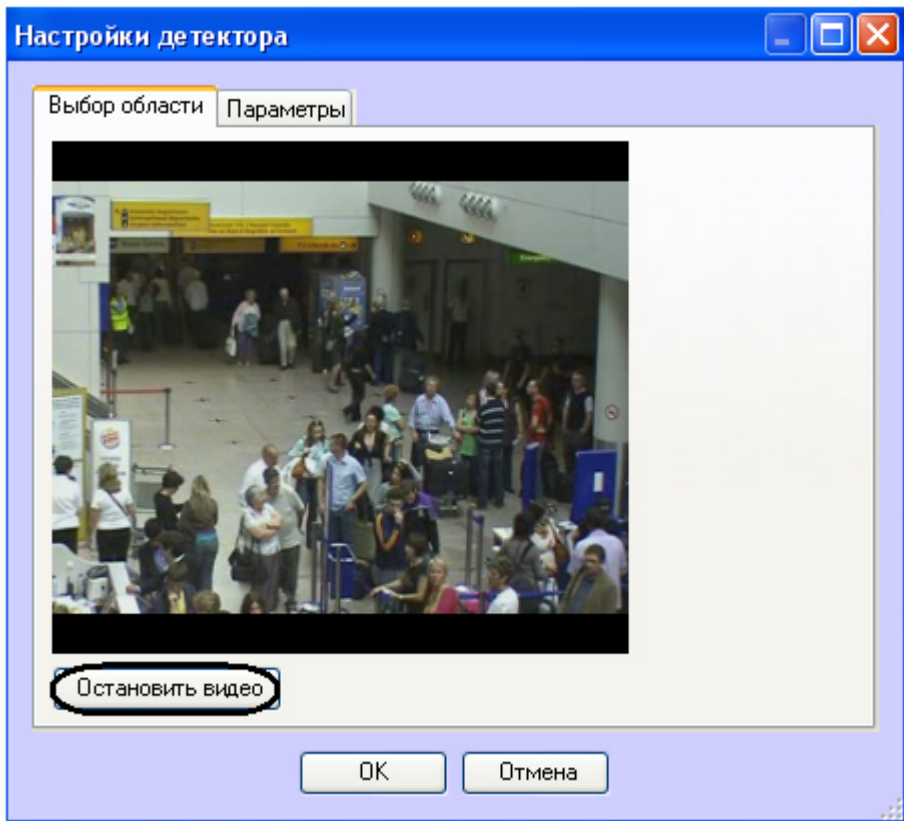 Настройки детектора
Выбор области
Параметры
Остановить видео
OK
Отмена